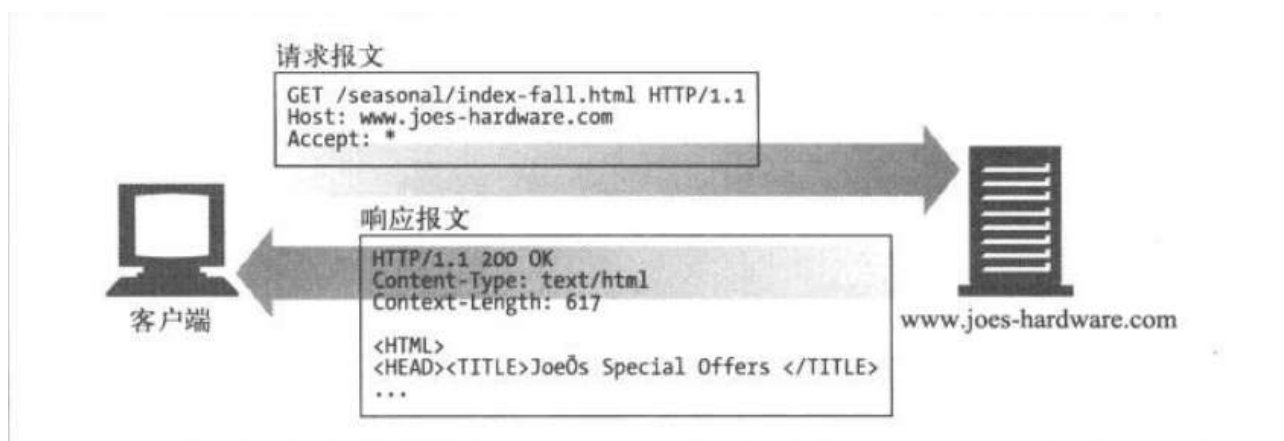 请求报文
GET /seasonal/index-fall.html HTTP/1.1
Host: www.joes-hardware.com
Accept: *
响应报文
HTTP/1.1 200 OK
Content-Type: text/html
Context-Length: 617
<HTML>
<HEAD><TITLE>JoeÕs Special Offers </TITLE>
...
客户端
www.joes-hardware.com